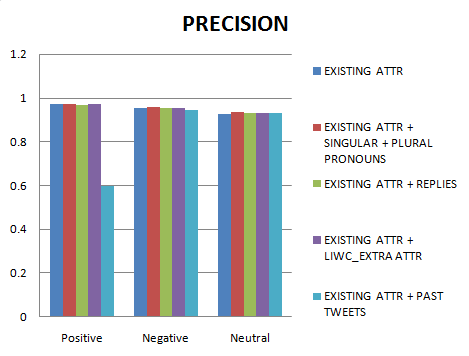 PRECISION
1.2
1
0.8
0.6
0.4
0.2
0
Positive
Negative
Neutral
EXISTING ATTR
EXISTING ATTR +
SINGULAR + PLURAL
PRONOUNS
EXISTING ATTR + REPLIES
EXISTING ATTR +
LIWC_EXTRA ATTR
EXISTING ATTR + PAST
TWEETS